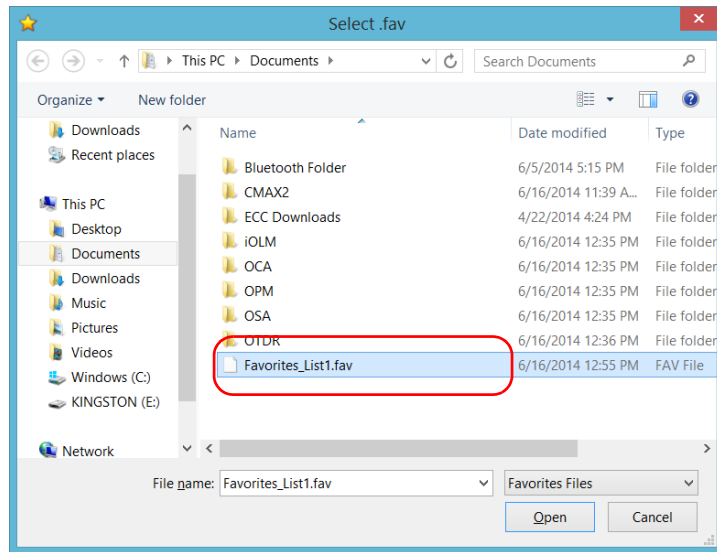 Select .fav
This PC Documents Search Documents
Organize New folder
Downloads
Recent places
This PC
Desktop
Documents
Downloads
Music
Pictures
Videos
Windows (C:)
KINGSTON (E:)
Network
Name Date modified Type
Bluetooth Folder 6/5/2014 5:15 PM File folder
CMAX2 6/16/2014 11:39 A... File folder
ECC Downloads 4/22/2014 4:24 PM File folder
iOLM 6/16/2014 12:35 PM File folder
OCA 6/16/2014 12:35 PM File folder
OPM 6/16/2014 12:35 PM File folder
OSA 6/16/2014 12:35 PM File folder
OTDR 6/16/2014 12:36 PM File folder
Favorites_List1.fav 6/16/2014 12:55 PM FAV File
File name: Favorites_List1.fav Favorites Files
Open Cancel